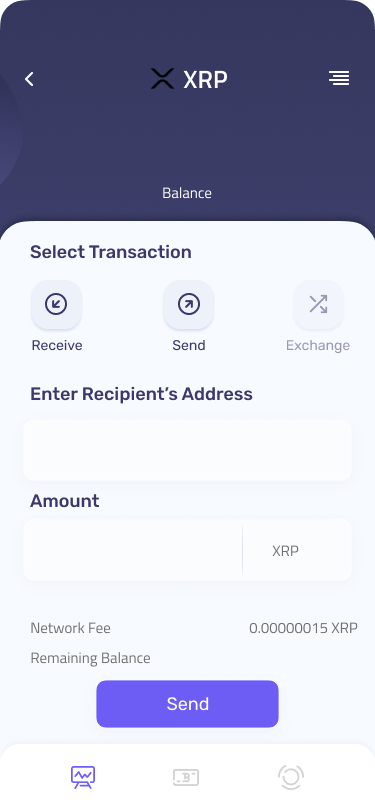 XRP
Balance
Select Transaction
Receive
Send
Exchange
Enter Recipient’s Address
Amount
XRP
Network Fee
0.00000015 XRP
Remaining Balance
Send